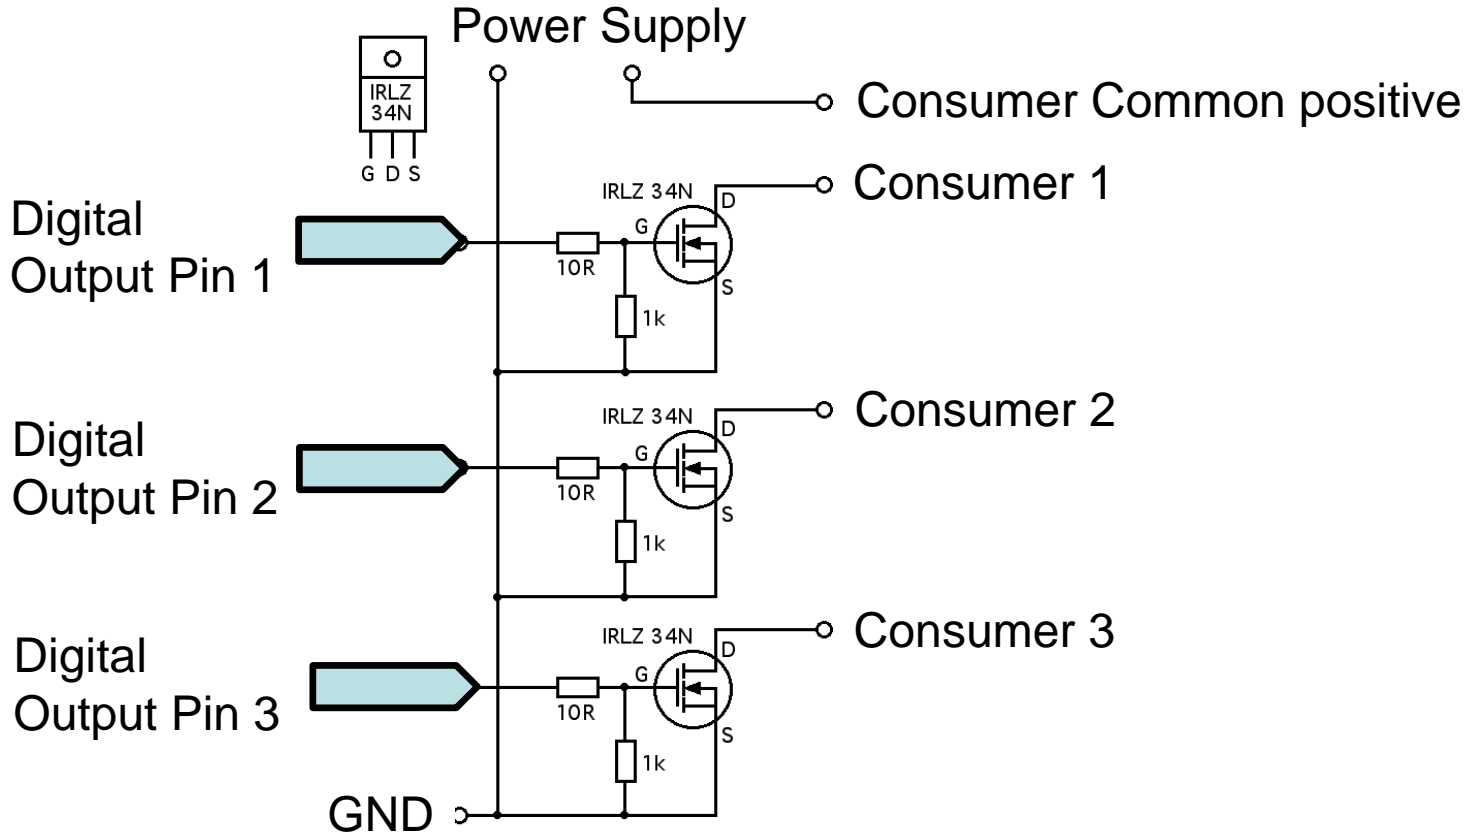 Power Supply
IRLZ
34N
G D S
Consumer Common positive
Digital
Output Pin 1
IRLZ 34N
D
G
S
10R
1k
Consumer 1
Digital
Output Pin 2
IRLZ 34N
D
G
S
10R
1k
Consumer 2
Digital
Output Pin 3
IRLZ 34N
D
G
S
10R
1k
Consumer 3
GND